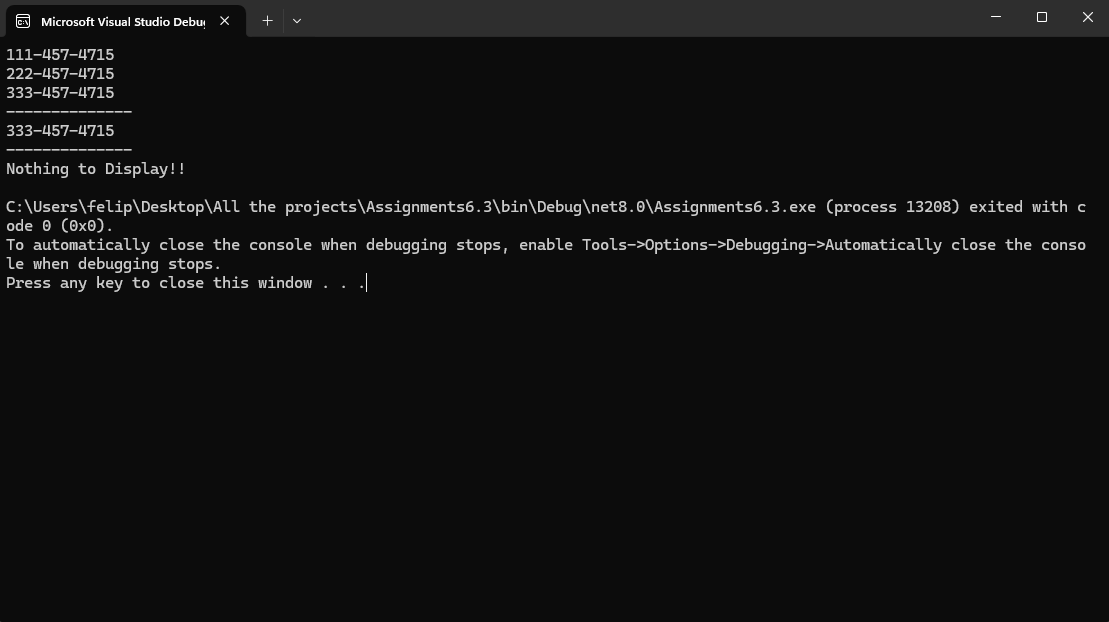 Microsoft Visual Studio Debug
111-457-4715
222-457-4715
333-457-4715
--------------
333-457-4715
--------------
Nothing to Display!!
C:\Users\felip\Desktop\All the projects\Assignments6.3\bin\Debug\net8.0\Assignments6.3.exe (process 13208) exited with c
ode 0 (0x0).
To automatically close the console when debugging stops, enable Tools->Options->Debugging->Automatically close the conso
le when debugging stops.
Press any key to close this window . . .